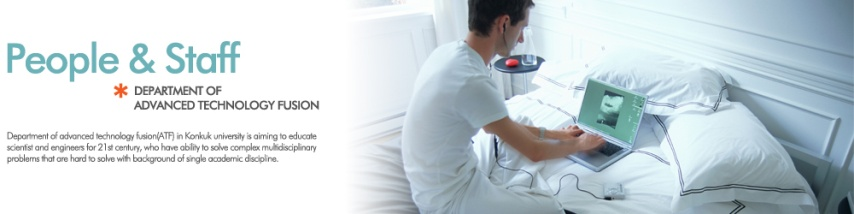 People & Staff
* DEPARTMENT OF
ADVANCED TECHNOLOGY FUSION
Department of advanced technology fusion(ATF) in Konkuk university is aiming to educate
scientist and engineers for 21st century, who have ability to solve complex multidisciplinary
problems that are hard to solve with background of single academic discipline.